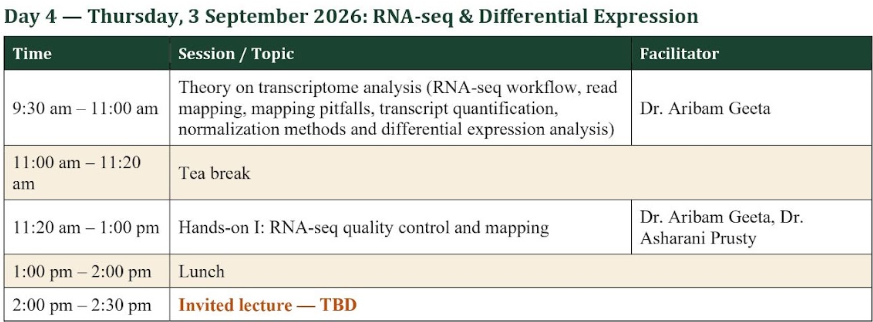 Day 4 — Thursday, 3 September 2026: RNA-seq & Differential Expression
Time Session / Topic Facilitator
Theory on transcriptome analysis (RNA-seq workflow, read
9:30 am – 11:00 am mapping, mapping pitfalls, transcript quantification, Dr. Aribam Geeta
normalization methods and differential expression analysis)
11:00 am – 11:20
am
Tea break
11:20 am – 1:00 pm Hands-on I: RNA-seq quality control and mapping
Dr. Aribam Geeta, Dr.
Asharani Prusty
1:00 pm – 2:00 pm Lunch
2:00 pm – 2:30 pm Invited lecture — TBD